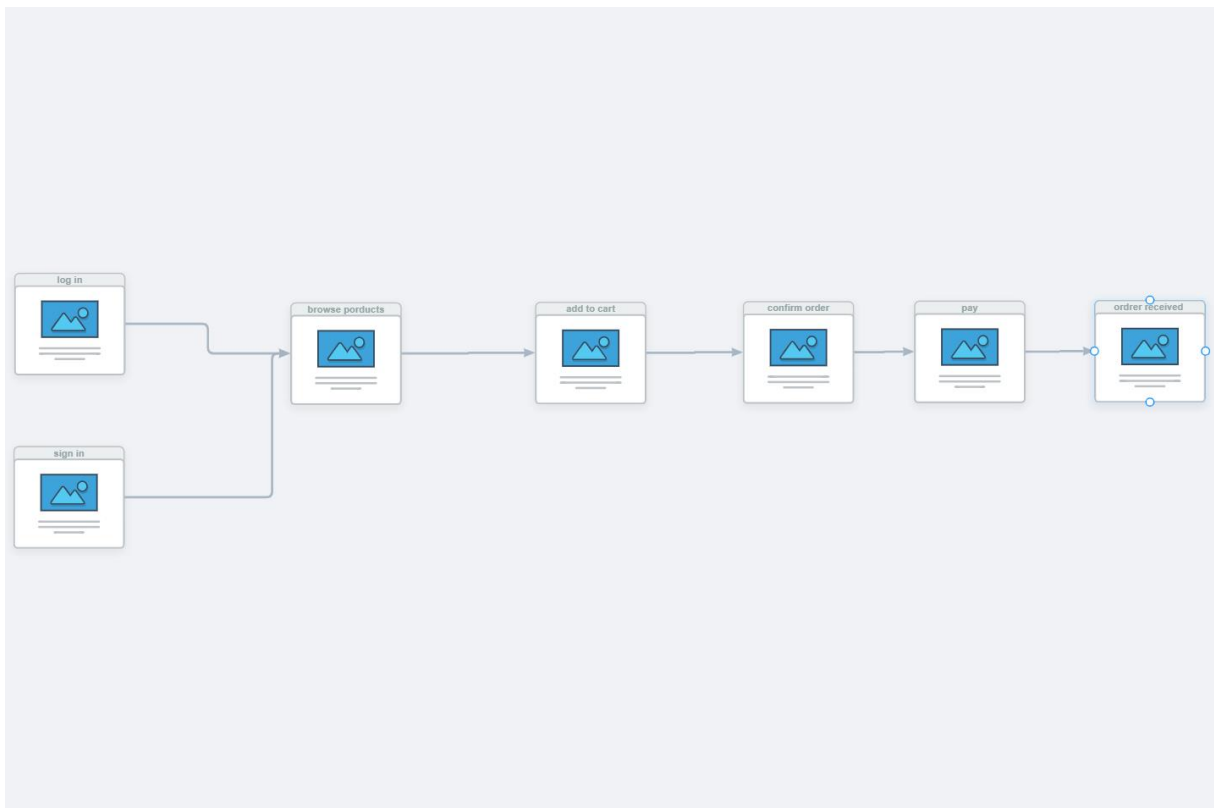 log in
browse porducts
add to cart
confirm order
pay
ordrer received
sign in